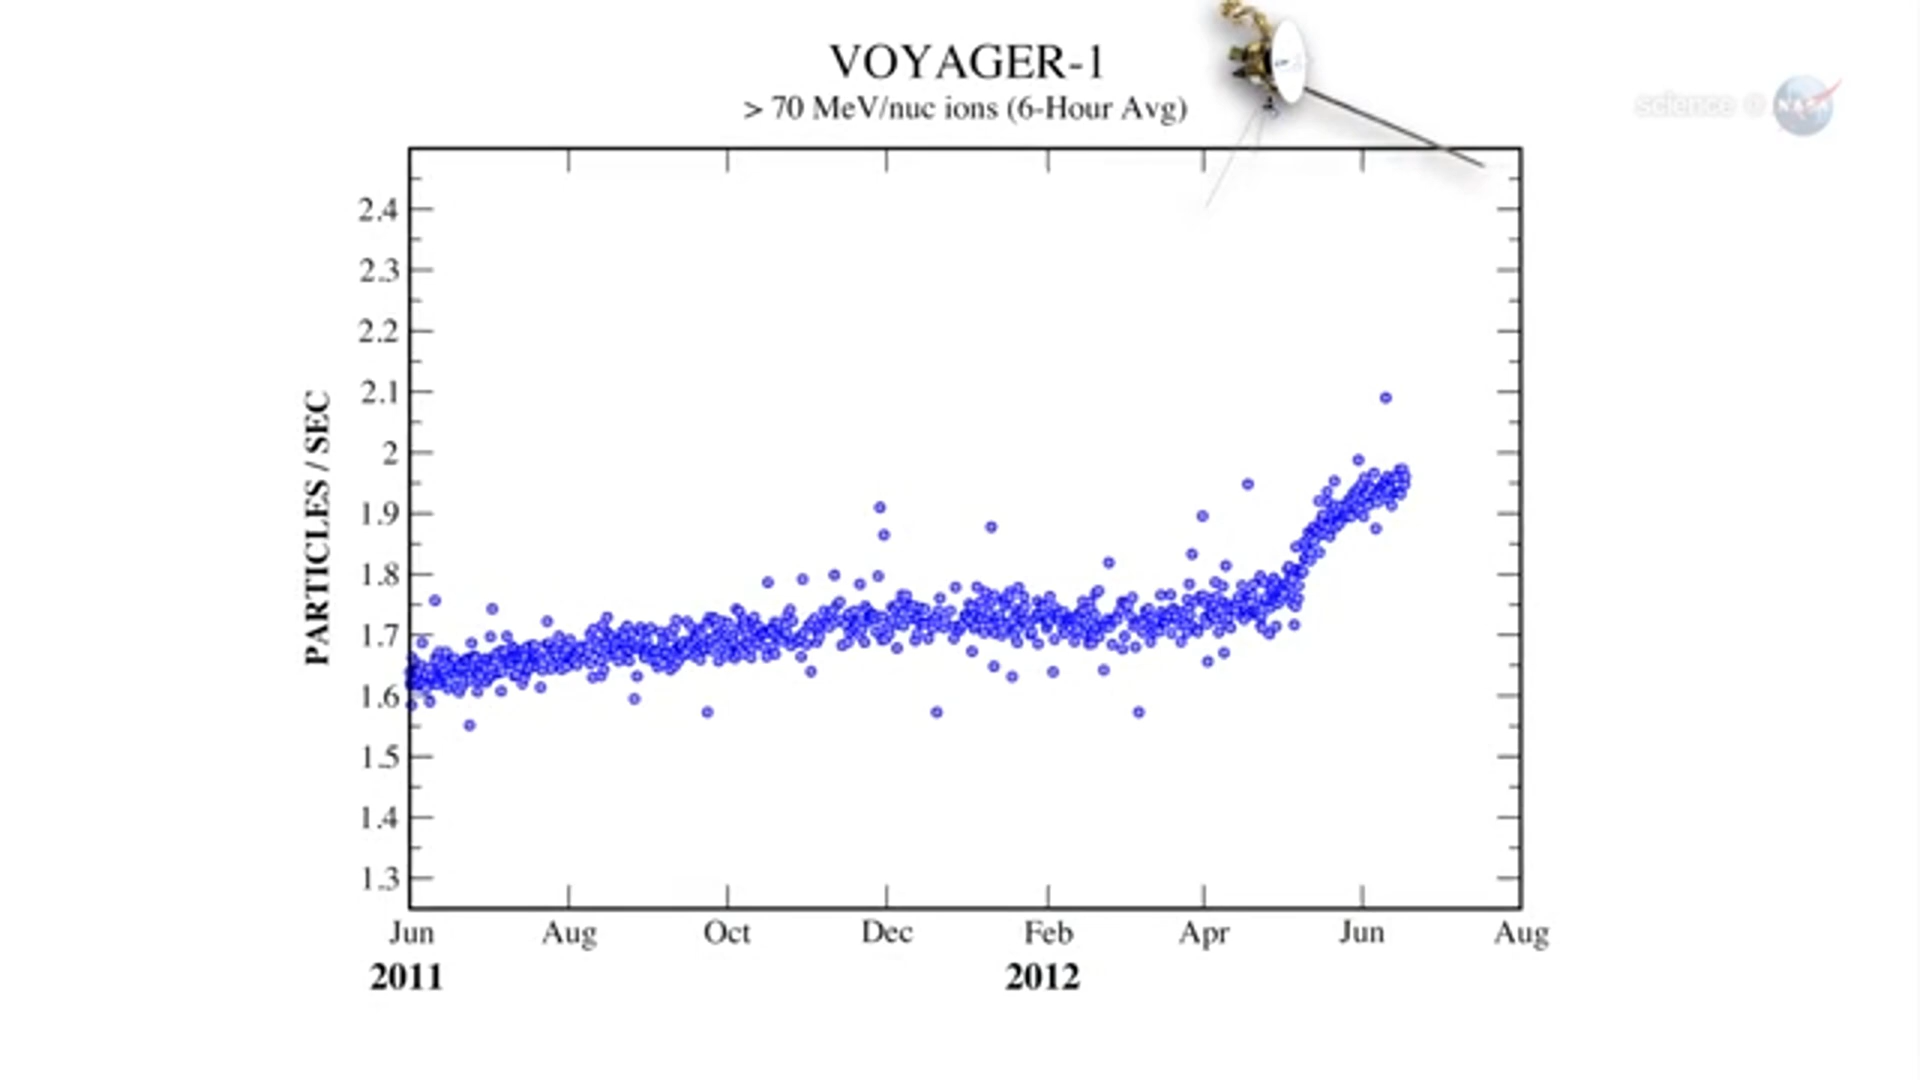 VOYAGER-1
> 70 MeV/nuc ions (6-Hour Avg)
science @ NASA
PARTICLES / SEC
2.4
2.3
2.2
2.1
2
1.9
1.8
1.7
1.6
1.5
1.4
1.3
Jun Aug Oct Dec Feb Apr Jun Aug
2011 2012